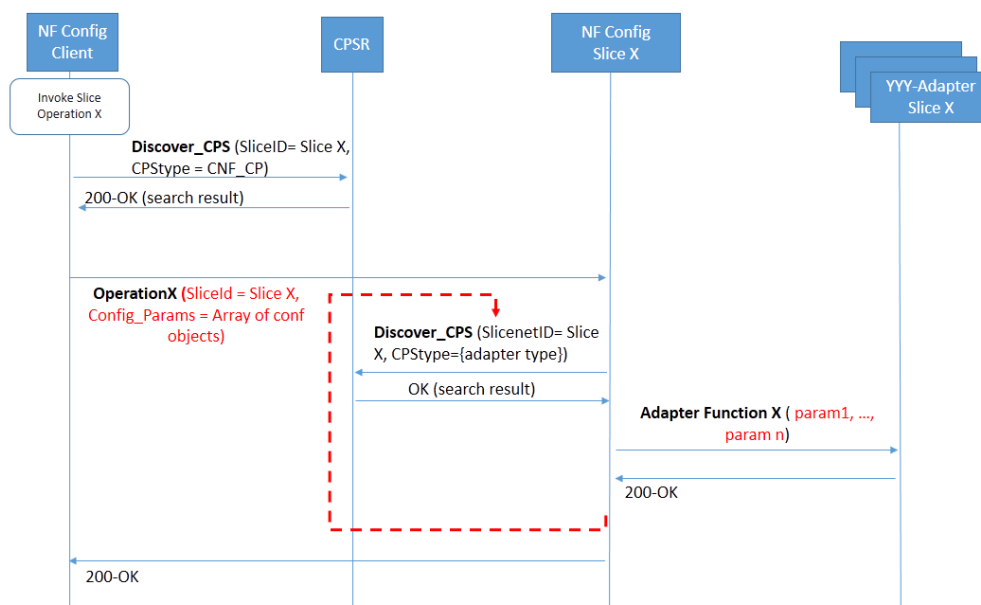 NF Config
Client
CPSR
NF Config
Slice X
YYY-Adapter
Slice X
Invoke Slice
Operation X
Discover_CPS (SliceID= Slice X,
CPStype = CNF_CP)
200-OK (search result)
OperationX (SliceId = Slice X,
Config_Params = Array of conf
objects)
Discover_CPS (SlicenetID= Slice
X, CPStype={adapter type})
OK (search result)
Adapter Function X ( param1, ...,
param n)
200-OK
200-OK